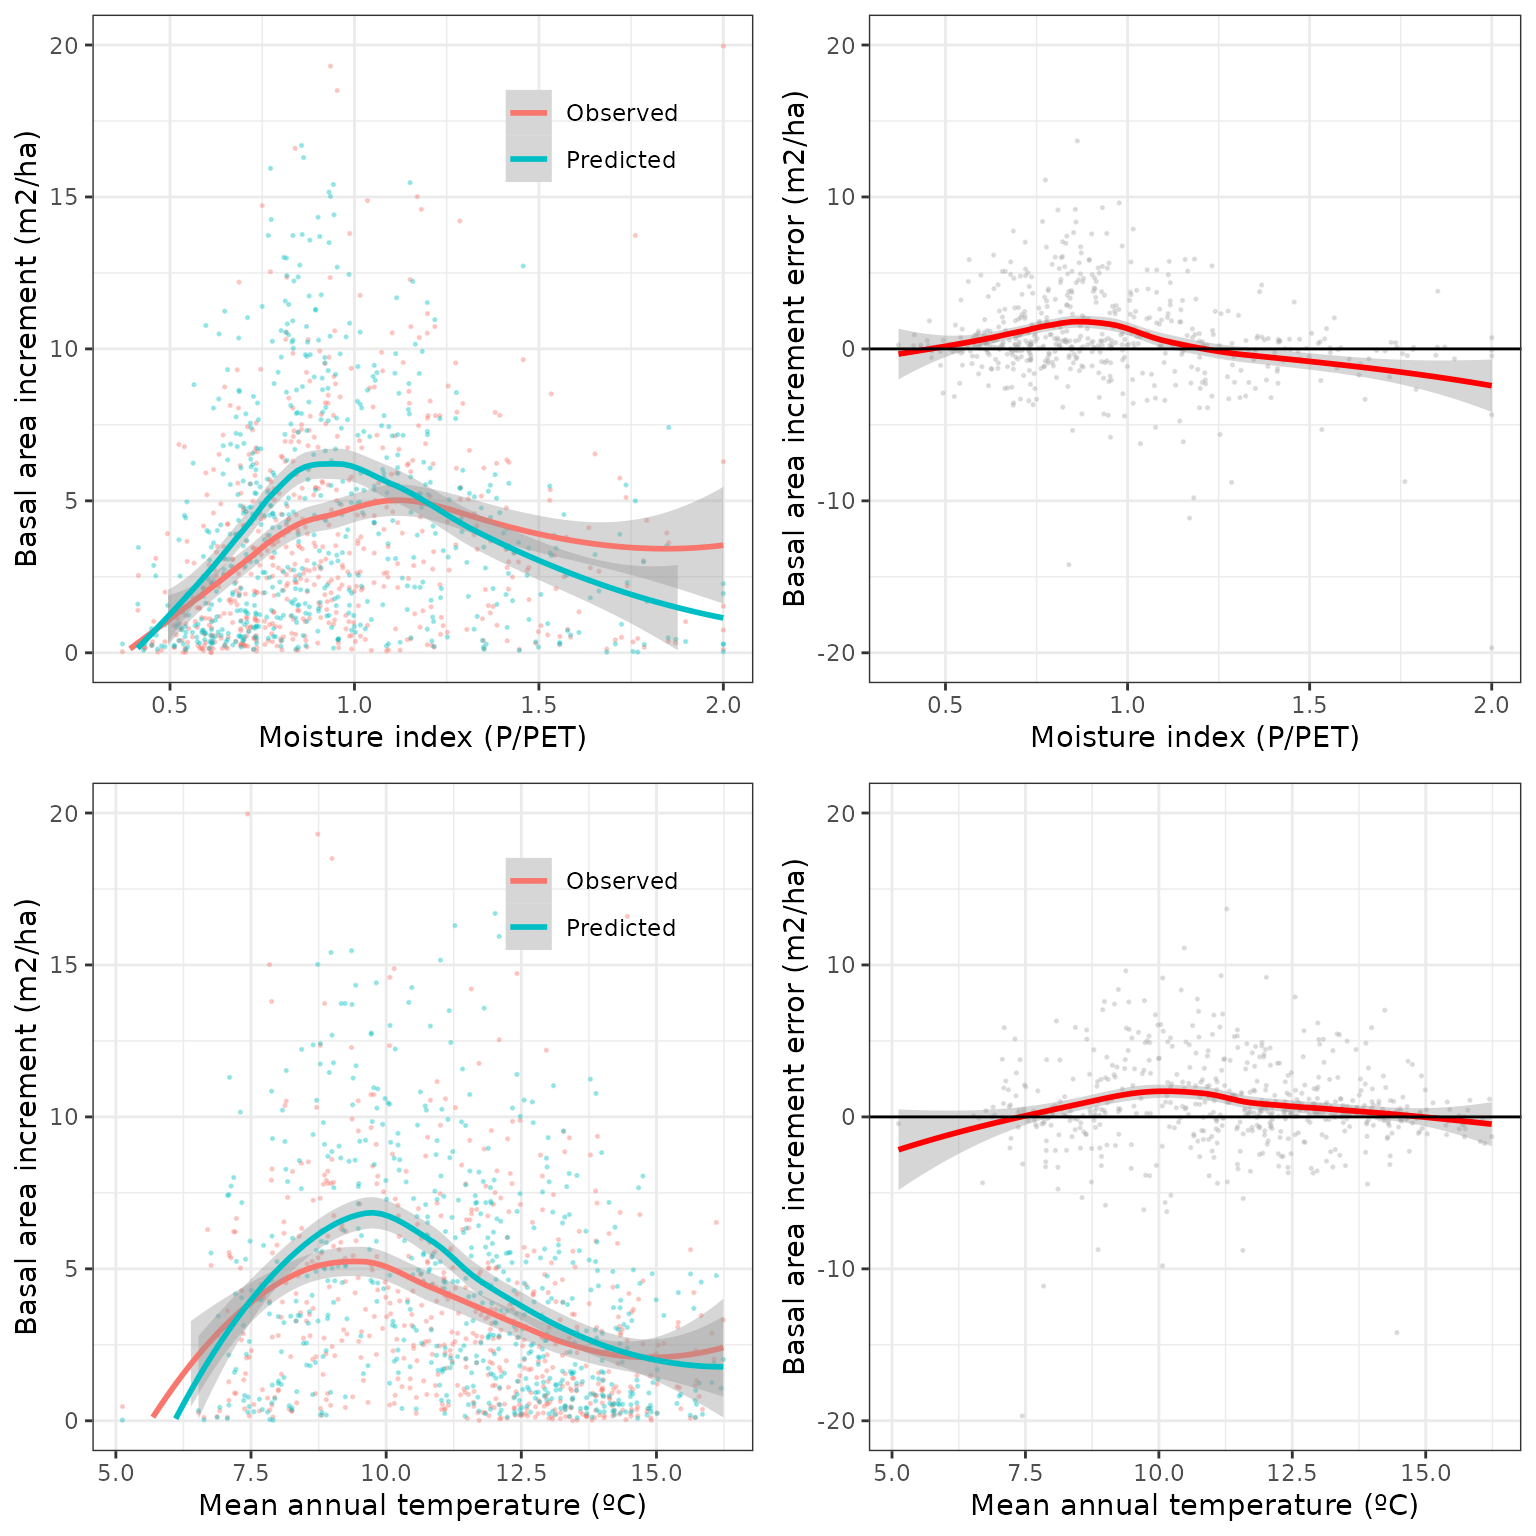 Basal area increment (m2/ha)
20
15
10
5
0
Observed
Predicted
0.5 1.0 1.5 2.0
Moisture index (P/PET)
Basal area increment error (m2/ha)
20
10
0
-10
-20
0.5 1.0 1.5 2.0
Moisture index (P/PET)
Basal area increment (m2/ha)
20
15
10
5
0
Observed
Predicted
5.0 7.5 10.0 12.5 15.0
Mean annual temperature (ºC)
Basal area increment error (m2/ha)
20
10
0
-10
-20
5.0 7.5 10.0 12.5 15.0
Mean annual temperature (ºC)